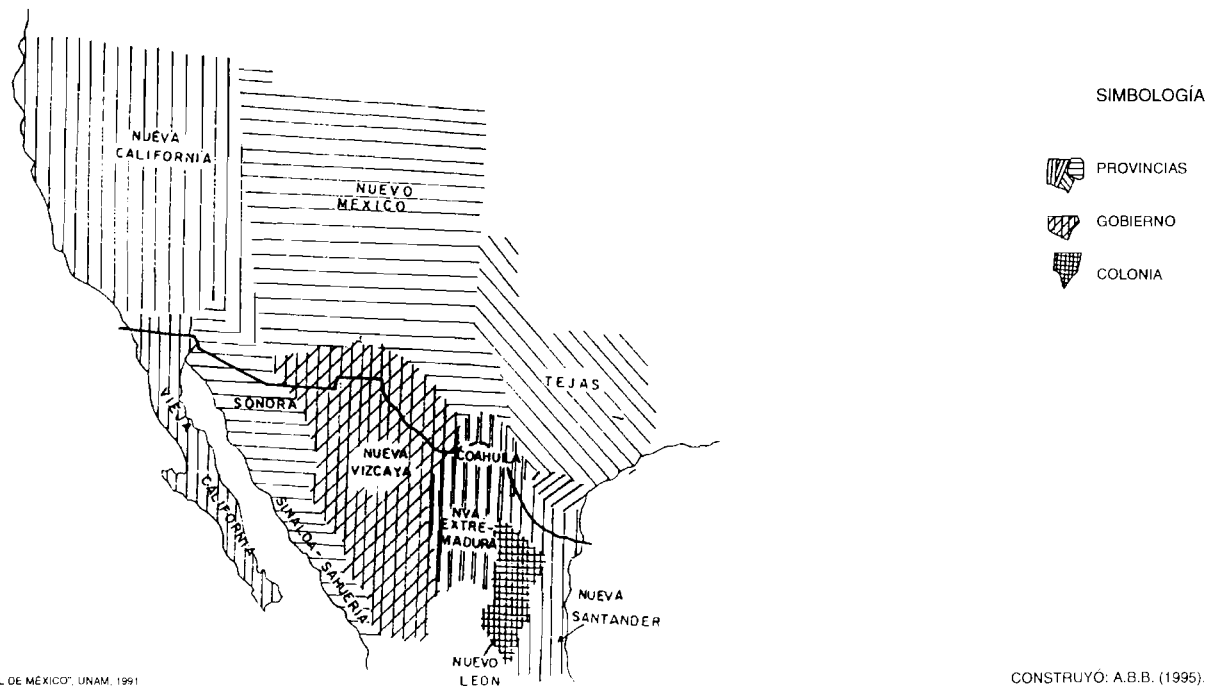 NUEVA
CALIFORNIA
NUEVO
MEXICO
TEJAS
SONORA
NUEVA
VIZCAYA
COAHUILA
VIEJA
CALIFORNIA
SINALOA-SAHUERIA
NVA
EXTRE-
MADURA
NUEVA
SANTANDER
NUEVO
LEON
SIMBOLOGÍA
PROVINCIAS
GOBIERNO
COLONIA
L DE MÉXICO", UNAM, 1991
CONSTRUYÓ: A.B.B. (1995).